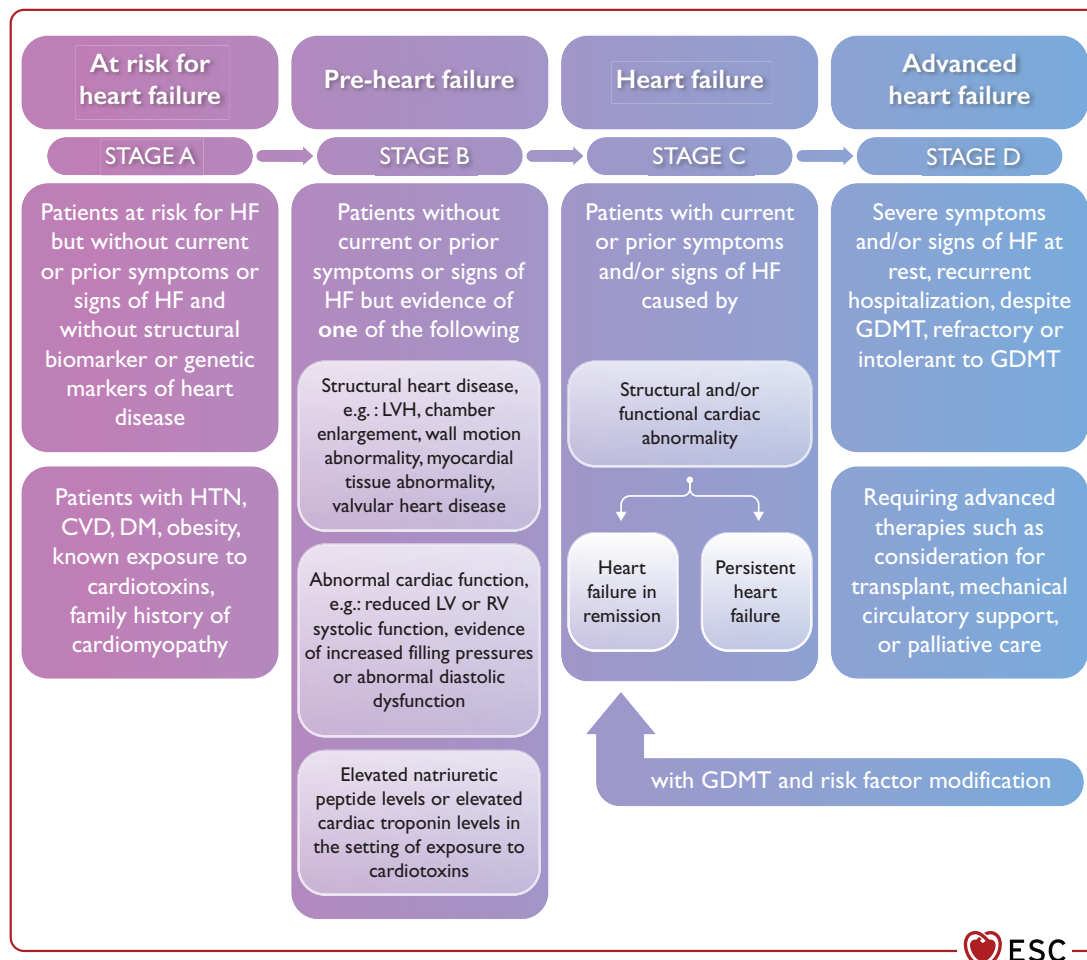 At risk for
heart failure
STAGE A
Patients at risk for HF
but without current
or prior symptoms or
signs of HF and
without structural
biomarker or genetic
markers of heart
disease
Patients with HTN,
CVD, DM, obesity,
known exposure to
cardiotoxins,
family history of
cardiomyopathy
Pre-heart failure
STAGE B
Patients without
current or prior
symptoms or signs of
HF but evidence of
one of the following
Structural heart disease,
e.g. : LVH, chamber
enlargement, wall motion
abnormality, myocardial
tissue abnormality,
valvular heart disease
Abnormal cardiac function,
e.g.: reduced LV or RV
systolic function, evidence
of increased filling pressures
or abnormal diastolic
dysfunction
Elevated natriuretic
peptide levels or elevated
cardiac troponin levels in
the setting of exposure to
cardiotoxins
Heart failure
STAGE C
Patients with current
or prior symptoms
and/or signs of HF
caused by
Structural and/or
functional cardiac
abnormality
Heart
failure in
remission
Persistent
heart
failure
Advanced
heart failure
STAGE D
Severe symptoms
and/or signs of HF at
rest, recurrent
hospitalization, despite
GDMT, refractory or
intolerant to GDMT
Requiring advanced
therapies such as
consideration for
transplant, mechanical
circulatory support,
or palliative care
with GDMT and risk factor modification
ESC